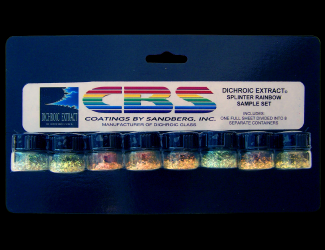 DICHROIC EXTRACT
CBS
COATINGS BY SANDBERG, INC.
MANUFACTURER OF DICHROIC GLASS
DICHROIC EXTRACT
SPLINTER RAINBOW
SAMPLE SET
INCLUDES:
ONE FULL SHEET DIVIDED INTO 8
SEPARATE CONTAINERS